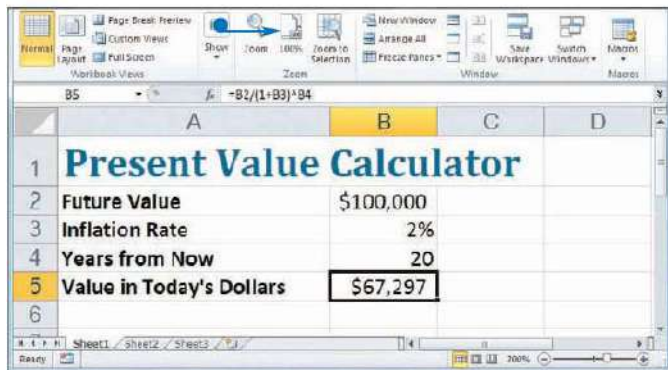 Normal
Page Layout
Page Break Preview
Custom Views
Full Screen
Workbook Views
Show
Zoom
100%
Zoom to Selection
Zoom
New Window
Arrange All
Freeze Panes
Save Workspace
Switch Windows
Window
Macros
Macros
B5
fx
=B2/(1+B3)^B4
A B C D
1 Present Value Calculator
2 Future Value $100,000
3 Inflation Rate 2%
4 Years from Now 20
5 Value in Today's Dollars $67,297
6
Sheet1 Sheet2 Sheet3
Ready
200%